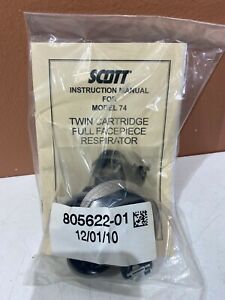 SCOTT
INSTRUCTION MANUAL
FOR
MODEL 74
TWIN CARTRIDGE
FULL FACEPIECE
RESPIRATOR
805622-01
12/01/10